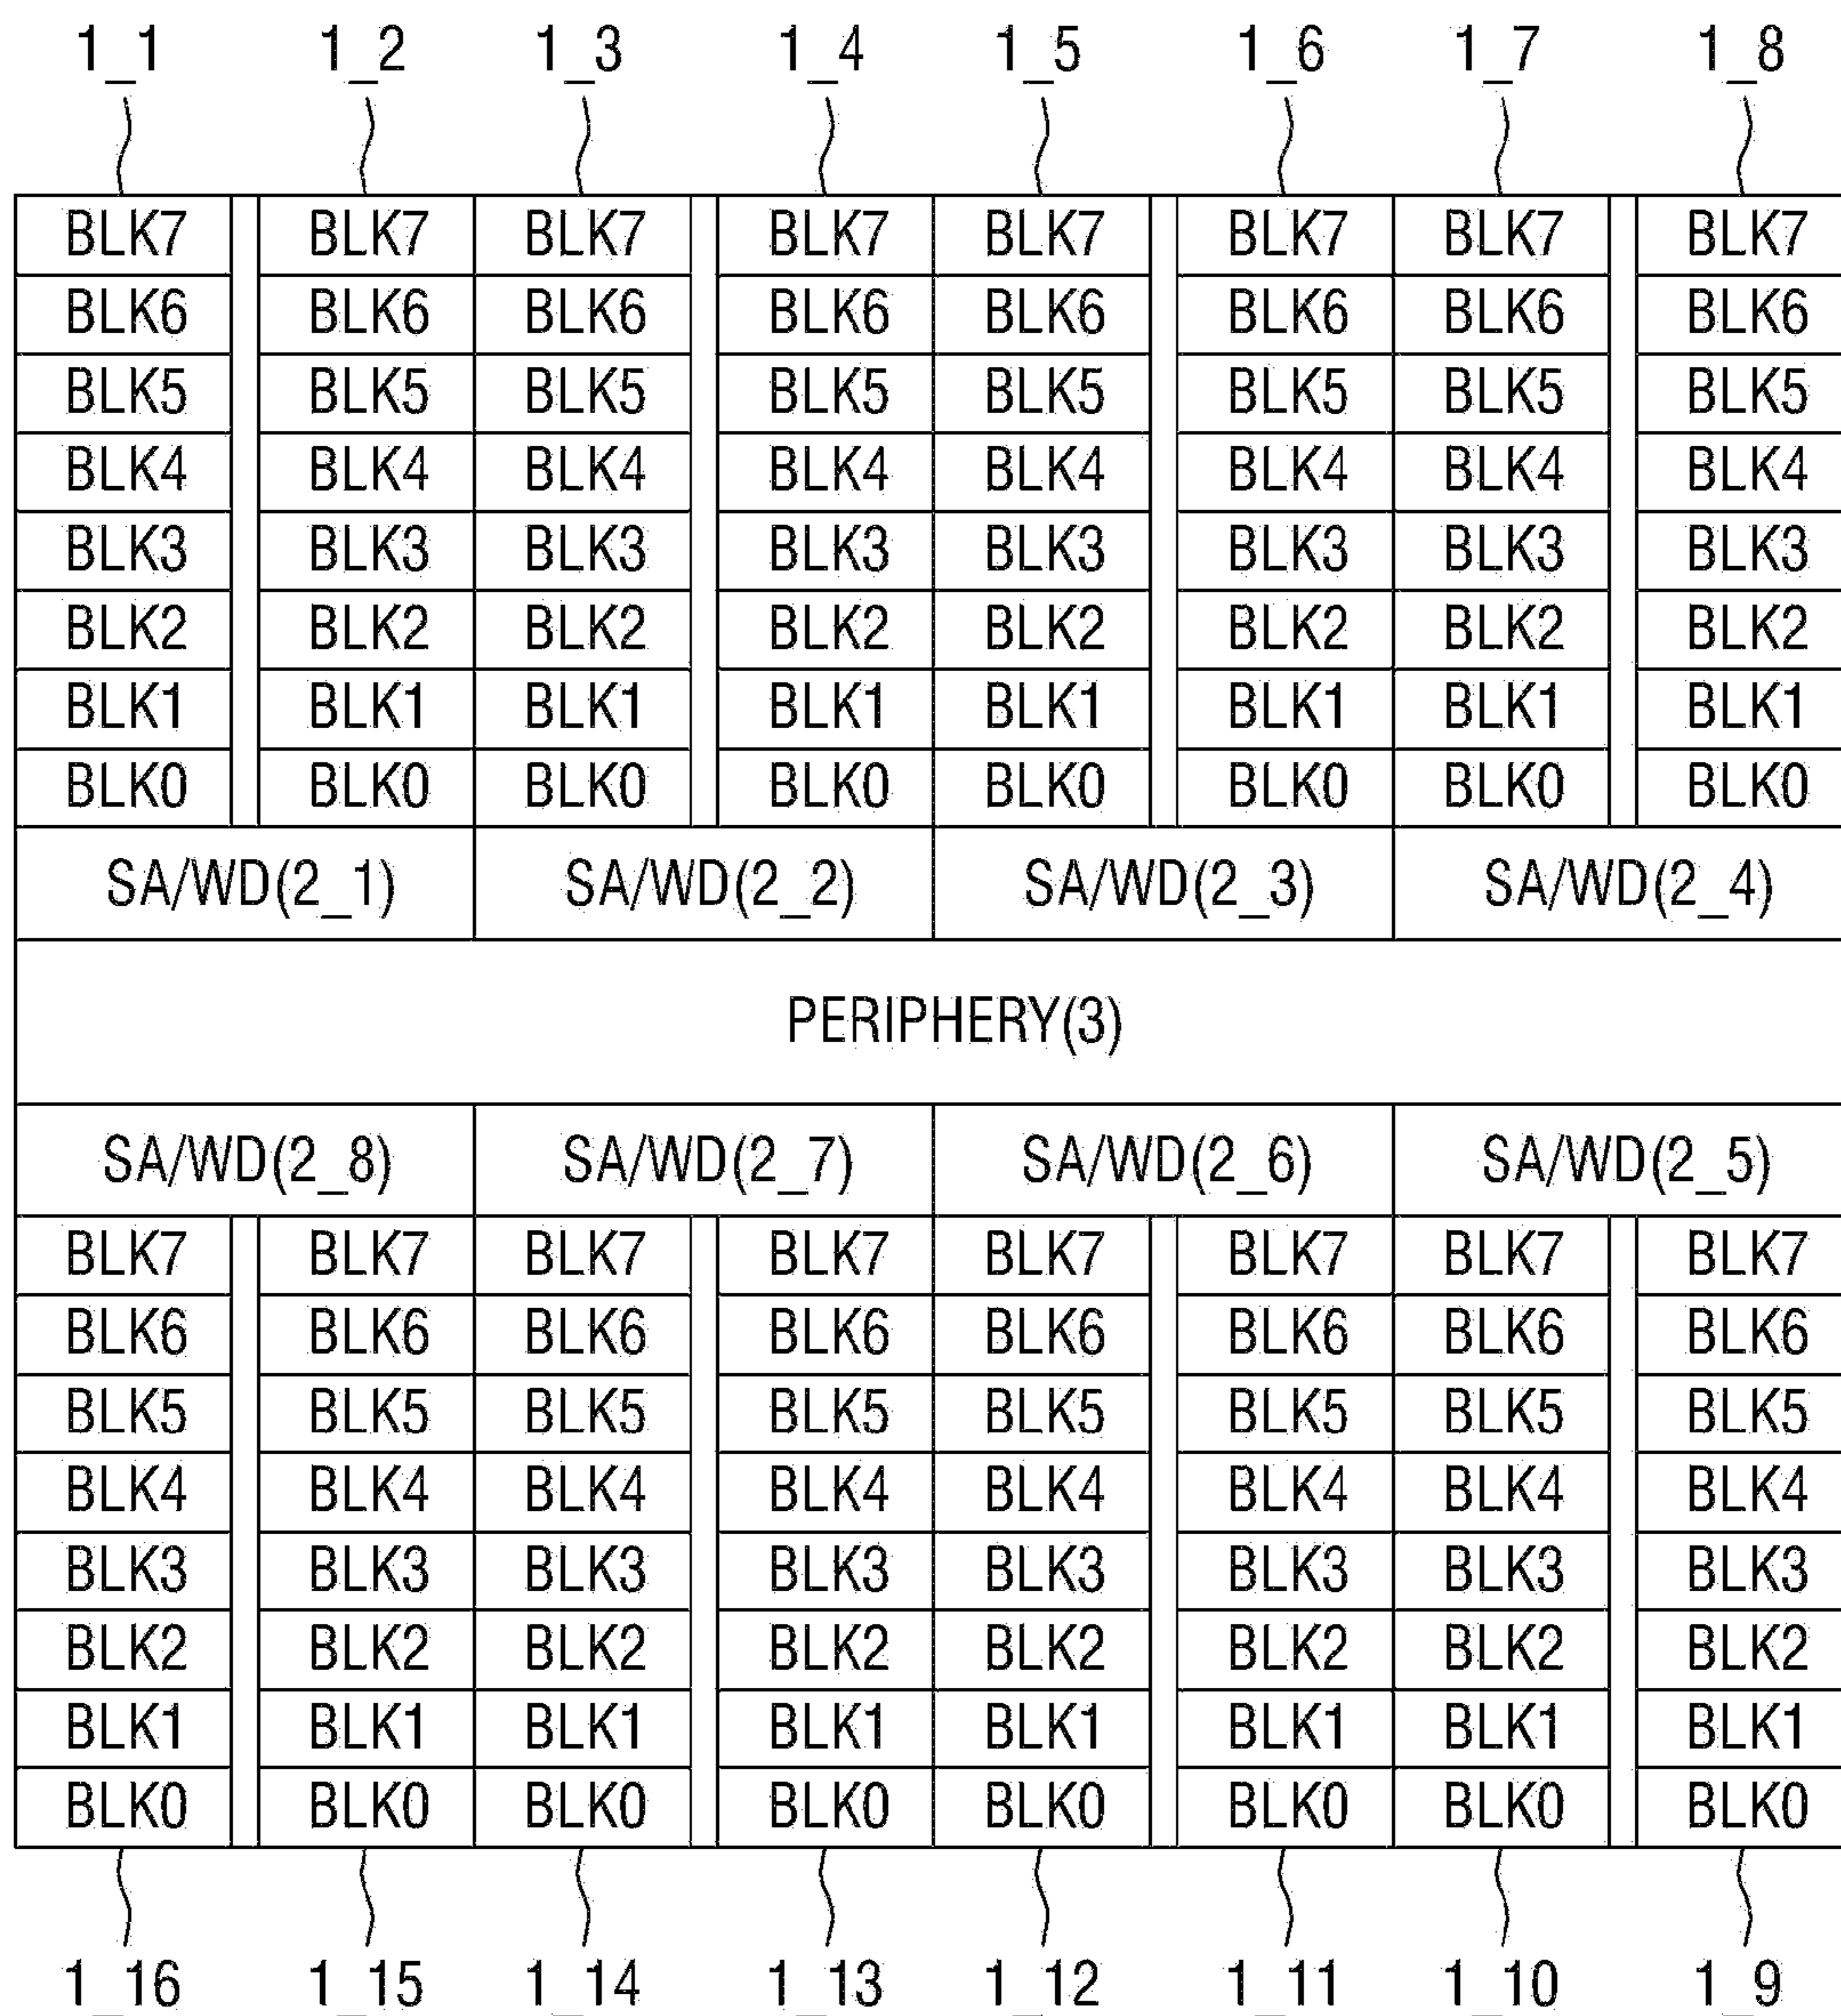 1_1 1_2 1_3 1_4 1_5 1_6 1_7 1_8
BLK7 BLK7 BLK7 BLK7 BLK7 BLK7 BLK7 BLK7
BLK6 BLK6 BLK6 BLK6 BLK6 BLK6 BLK6 BLK6
BLK5 BLK5 BLK5 BLK5 BLK5 BLK5 BLK5 BLK5
BLK4 BLK4 BLK4 BLK4 BLK4 BLK4 BLK4 BLK4
BLK3 BLK3 BLK3 BLK3 BLK3 BLK3 BLK3 BLK3
BLK2 BLK2 BLK2 BLK2 BLK2 BLK2 BLK2 BLK2
BLK1 BLK1 BLK1 BLK1 BLK1 BLK1 BLK1 BLK1
BLK0 BLK0 BLK0 BLK0 BLK0 BLK0 BLK0 BLK0
SA/WD(2_1) SA/WD(2_2) SA/WD(2_3) SA/WD(2_4)
PERIPHERY(3)
SA/WD(2_8) SA/WD(2_7) SA/WD(2_6) SA/WD(2_5)
BLK7 BLK7 BLK7 BLK7 BLK7 BLK7 BLK7 BLK7
BLK6 BLK6 BLK6 BLK6 BLK6 BLK6 BLK6 BLK6
BLK5 BLK5 BLK5 BLK5 BLK5 BLK5 BLK5 BLK5
BLK4 BLK4 BLK4 BLK4 BLK4 BLK4 BLK4 BLK4
BLK3 BLK3 BLK3 BLK3 BLK3 BLK3 BLK3 BLK3
BLK2 BLK2 BLK2 BLK2 BLK2 BLK2 BLK2 BLK2
BLK1 BLK1 BLK1 BLK1 BLK1 BLK1 BLK1 BLK1
BLK0 BLK0 BLK0 BLK0 BLK0 BLK0 BLK0 BLK0
1_16 1_15 1_14 1_13 1_12 1_11 1_10 1_9